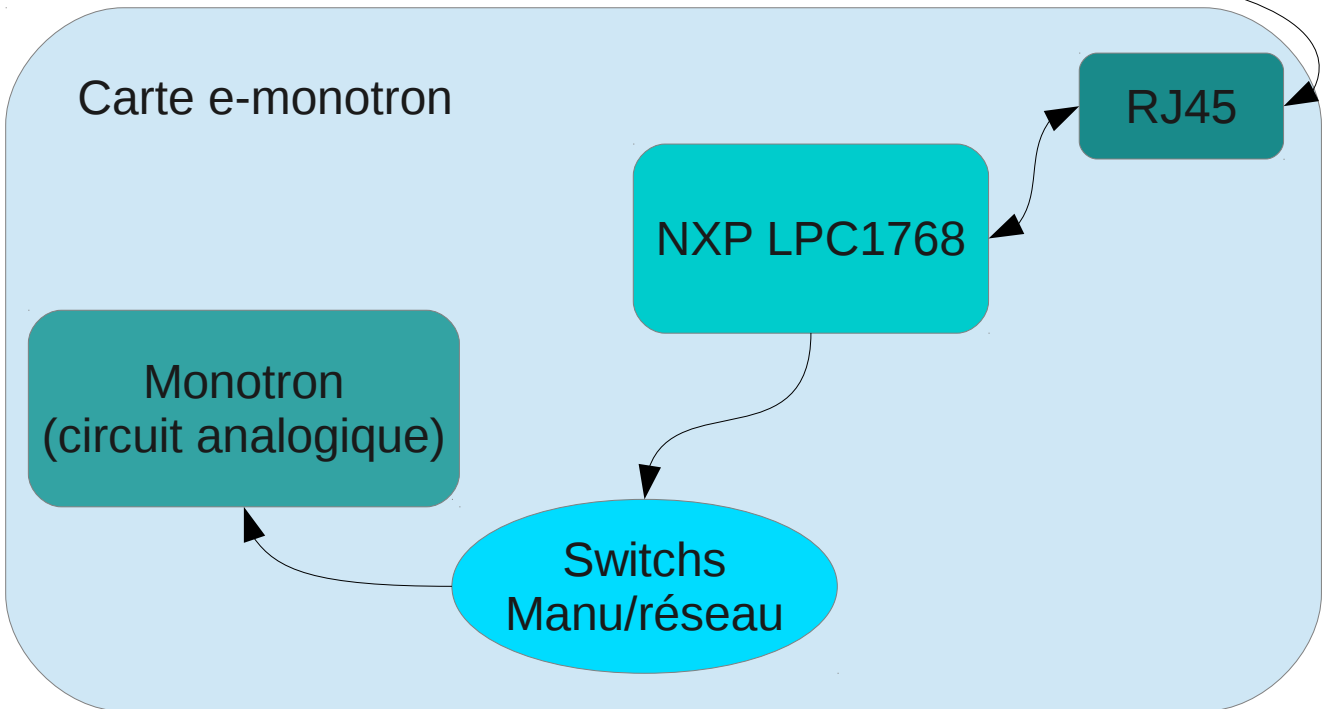 Carte e-monotron
RJ45
NXP LPC1768
Monotron
(circuit analogique)
Switchs
Manu/réseau